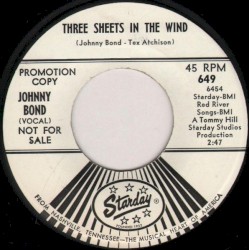 THREE SHEETS IN THE WIND
(Johnny Bond - Tex Atchison)
PROMOTION
COPY
JOHNNY
BOND
(VOCAL)
NOT FOR
SALE
45 RPM
649
6454
Starday-BMI
Red River
Songs-BMI
A Tommy Hill
Starday Studios
Production
2:47
Starday
FROM NASHVILLE, TENNESSEE—THE MUSICAL HEART OF AMERICA